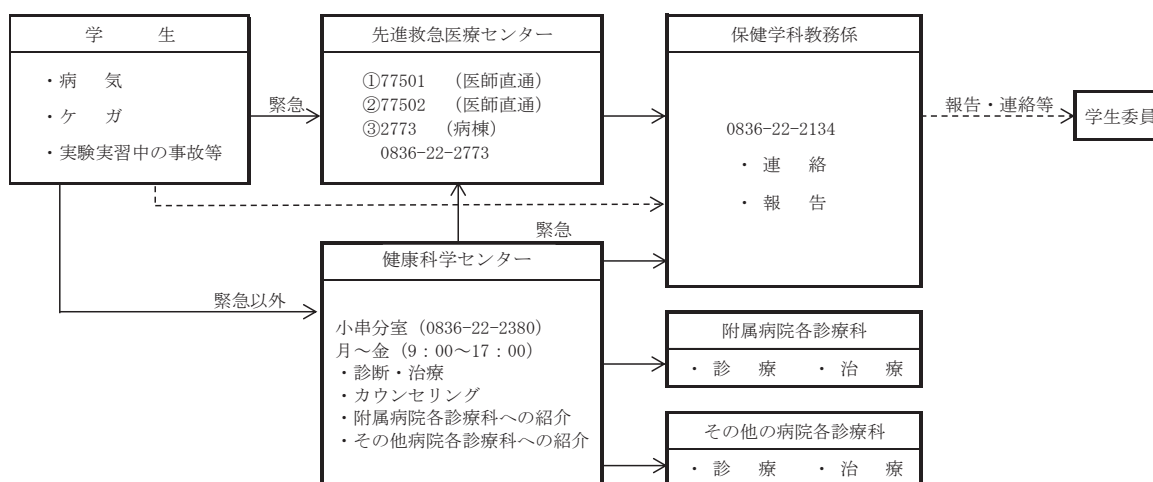 学　　生
・病　気
・ケ　ガ
・実験実習中の事故等
緊急
先進救急医療センター
①77501　（医師直通）
②77502　（医師直通）
③2773　（病棟）
0836-22-2773
保健学科教務係
0836-22-2134
・ 連　絡
・ 報　告
報告・連絡等
学生委員
緊急
緊急以外
健康科学センター
小串分室（0836-22-2380）
月～金（9：00～17：00）
・診断・治療
・カウンセリング
・附属病院各診療科への紹介
・その他病院各診療科への紹介
附属病院各診療科
・ 診　療　・ 治　療
その他の病院各診療科
・ 診　療　・ 治　療